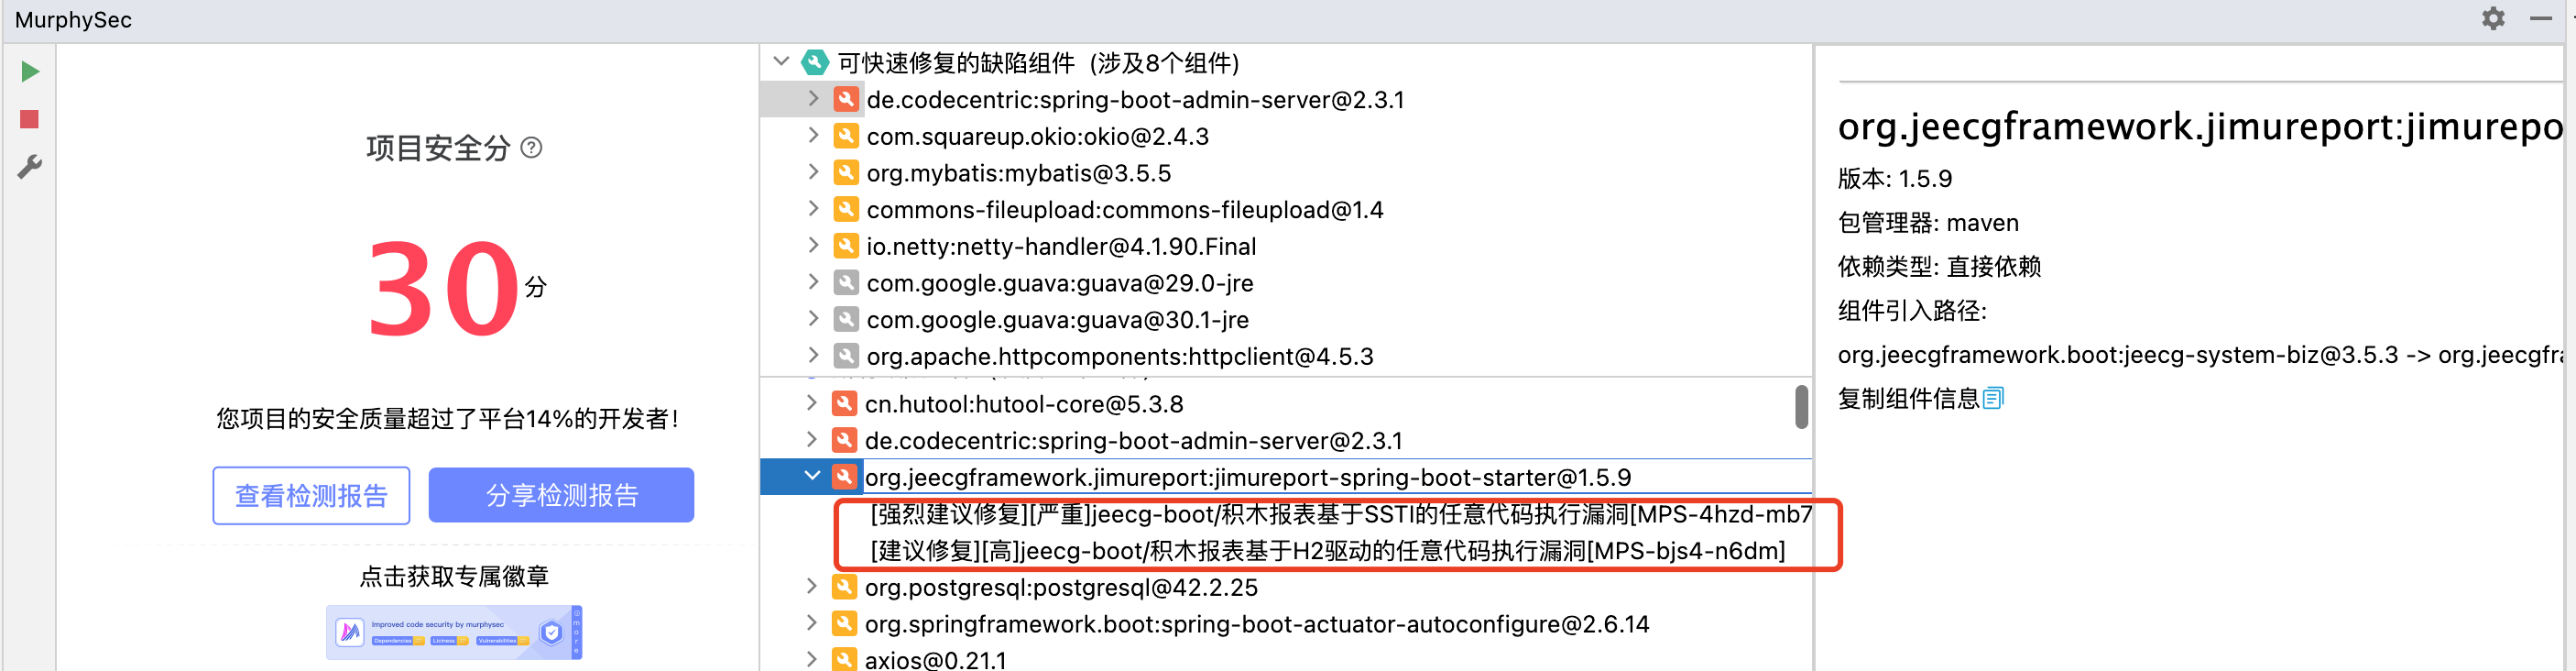 MurphySec
项目安全分
30分
您项目的安全质量超过了平台14%的开发者！
查看检测报告
分享检测报告
点击获取专属徽章
Improved code security by murphysec
Dependencies
Vulnerabilities
more
可快速修复的缺陷组件 (涉及8个组件)
de.codecentric:spring-boot-admin-server@2.3.1
com.squareup.okio:okio@2.4.3
org.mybatis:mybatis@3.5.5
commons-fileupload:commons-fileupload@1.4
io.netty:netty-handler@4.1.90.Final
com.google.guava:guava@29.0-jre
com.google.guava:guava@30.1-jre
org.apache.httpcomponents:httpclient@4.5.3
cn.hutool:hutool-core@5.3.8
de.codecentric:spring-boot-admin-server@2.3.1
org.jeecgframework.jimureport:jimureport-spring-boot-starter@1.5.9
[强烈建议修复][严重]jeecg-boot/积木报表基于SSTI的任意代码执行漏洞[MPS-4hzd-mb7
[建议修复][高]jeecg-boot/积木报表基于H2驱动的任意代码执行漏洞[MPS-bjs4-n6dm]
org.postgresql:postgresql@42.2.25
org.springframework.boot:spring-boot-actuator-autoconfigure@2.6.14
axios@0.21.1
org.jeecgframework.jimureport:jimurepo
版本: 1.5.9
包管理器: maven
依赖类型: 直接依赖
组件引入路径:
org.jeecgframework.boot:jeecg-system-biz@3.5.3 -> org.jeecgfra
复制组件信息